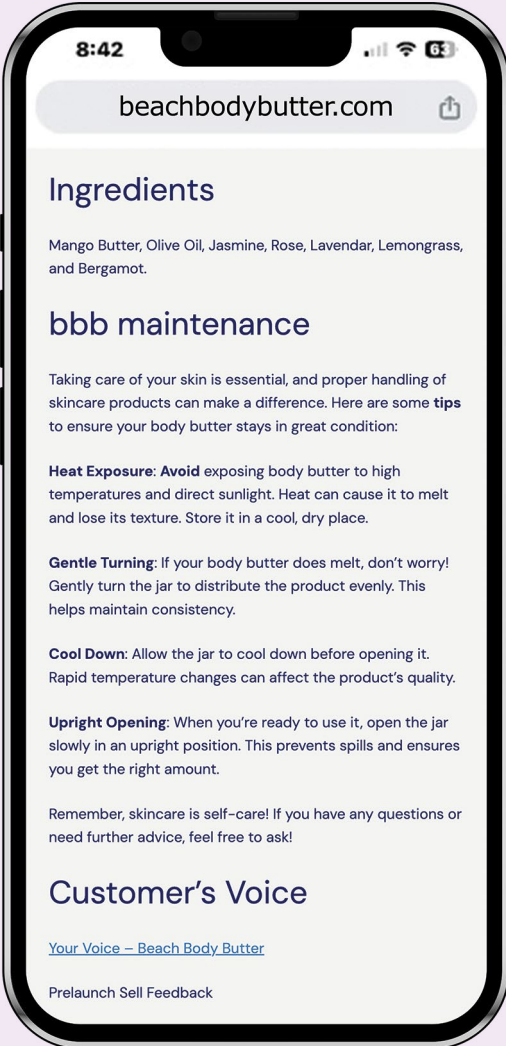 8:42
63
beachbodybutter.com
Ingredients
Mango Butter, Olive Oil, Jasmine, Rose, Lavendar, Lemongrass,
and Bergamot.
bbb maintenance
Taking care of your skin is essential, and proper handling of
skincare products can make a difference. Here are some tips
to ensure your body butter stays in great condition:
Heat Exposure: Avoid exposing body butter to high
temperatures and direct sunlight. Heat can cause it to melt
and lose its texture. Store it in a cool, dry place.
Gentle Turning: If your body butter does melt, don’t worry!
Gently turn the jar to distribute the product evenly. This
helps maintain consistency.
Cool Down: Allow the jar to cool down before opening it.
Rapid temperature changes can affect the product’s quality.
Upright Opening: When you’re ready to use it, open the jar
slowly in an upright position. This prevents spills and ensures
you get the right amount.
Remember, skincare is self-care! If you have any questions or
need further advice, feel free to ask!
Customer’s Voice
Your Voice – Beach Body Butter
Prelaunch Sell Feedback